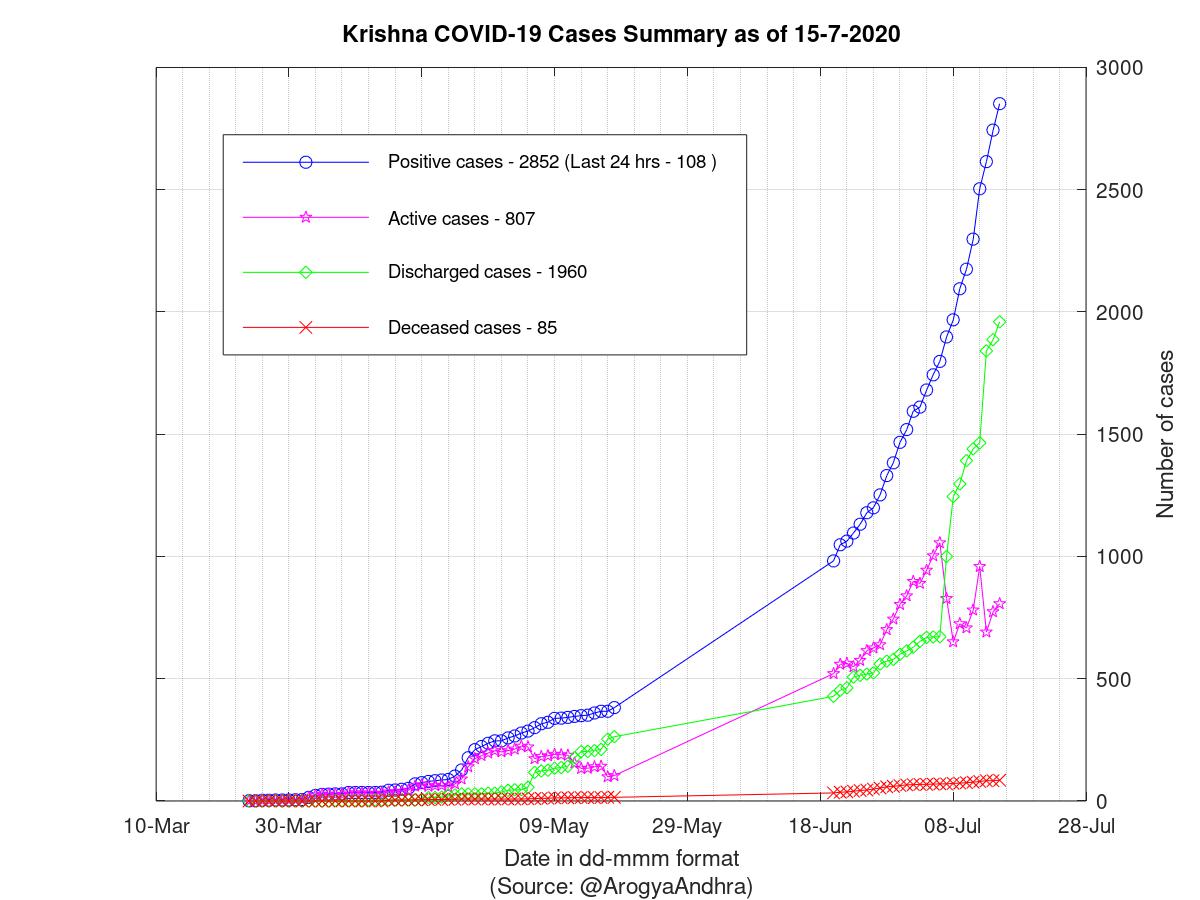 Krishna COVID-19 Cases Summary as of 15-7-2020
Positive cases - 2852 (Last 24 hrs - 108 )
Active cases - 807
Discharged cases - 1960
Deceased cases - 85
3000
2500
2000
1500
1000
500
0
Number of cases
10-Mar 30-Mar 19-Apr 09-May 29-May 18-Jun 08-Jul 28-Jul
Date in dd-mmm format
(Source: @ArogyaAndhra)